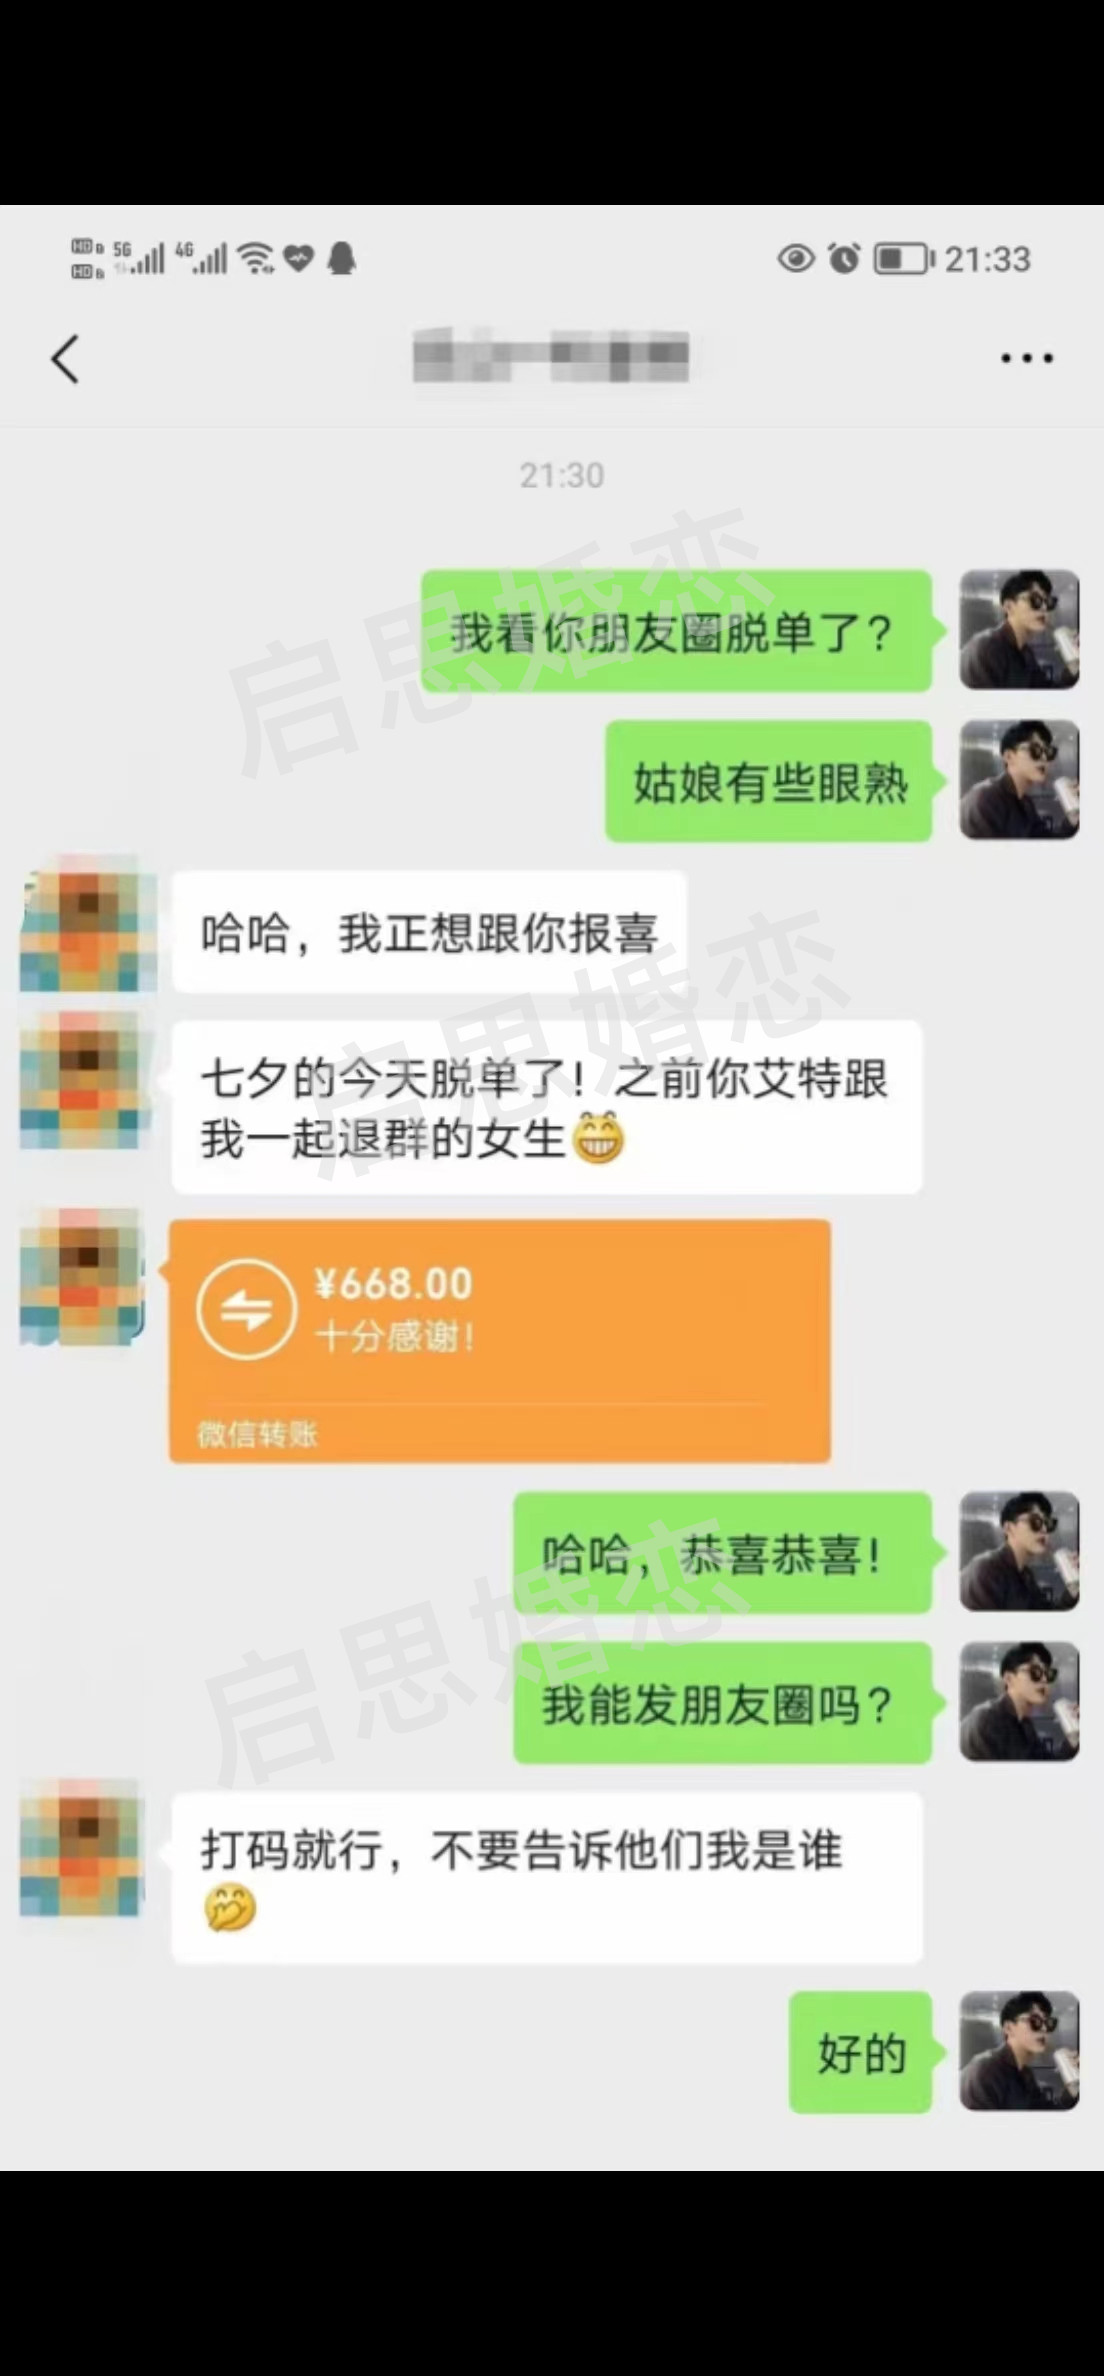 HD 5G 4G 21:33
21:30
我看你朋友圈脱单了?
姑娘有些眼熟
哈哈，我正想跟你报喜
七夕的今天脱单了！之前你艾特跟
我一起退群的女生
¥668.00
十分感谢！
微信转账
哈哈，恭喜恭喜！
我能发朋友圈吗?
打码就行，不要告诉他们我是谁
好的
启思婚恋
启思婚恋
启思婚恋